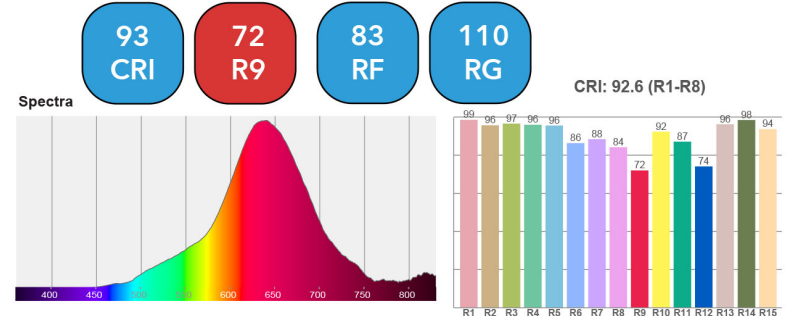 93
CRI
72
R9
83
RF
110
RG
CRI: 92.6 (R1-R8)
Spectra
99 96 97 96 96 86 88 84 72 92 87 74 96 98 94
400 450 500 600 650 700 750 800
R1 R2 R3 R4 R5 R6 R7 R8 R9 R10 R11 R12 R13 R14 R15